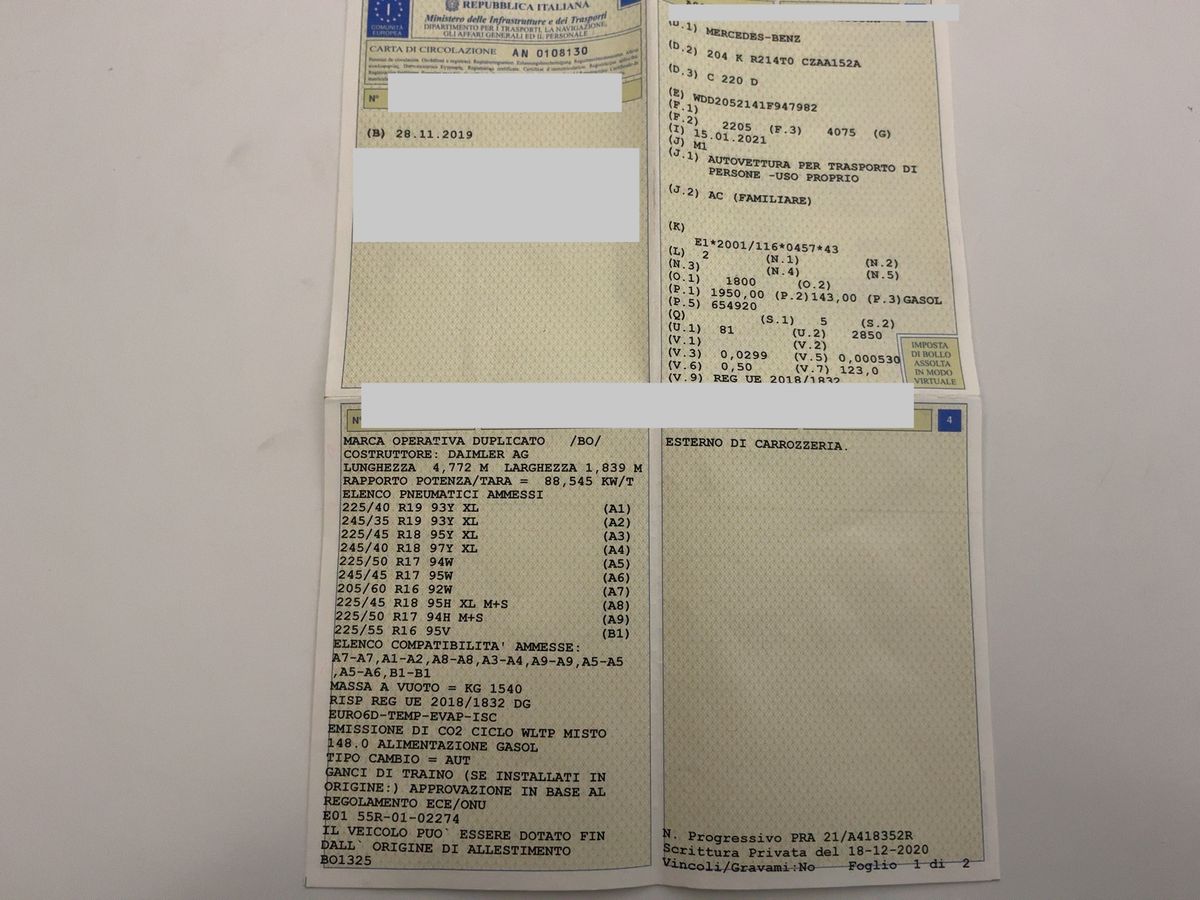 I
COMUNITÀ
EUROPEA
REPUBBLICA ITALIANA
Ministero delle Infrastrutture e dei Trasporti
DIPARTIMENTO PER I TRASPORTI, LA NAVIGAZIONE,
GLI AFFARI GENERALI ED IL PERSONALE
CARTA DI CIRCOLAZIONE AN 0108130
N°
(B) 28.11.2019
(D.1) MERCEDES-BENZ
(D.2) 204 K R214T0 CZAA152A
(D.3) C 220 D
(E) WDD2052141F947982
(F.1)
(F.2) 2205 (F.3) 4075 (G)
(I) 15.01.2021
(J) M1
(J.1) AUTOVETTURA PER TRASPORTO DI
PERSONE -USO PROPRIO
(J.2) AC (FAMILIARE)
(K)
E1*2001/116*0457*43
(L) 2 (N.1) (N.2)
(N.3) (N.4) (N.5)
(O.1) 1800 (O.2)
(P.1) 1950,00 (P.2)143,00 (P.3)GASOL
(P.5) 654920
(Q) (S.1) 5 (S.2)
(U.1) 81 (U.2) 2850
(V.1) (V.2)
(V.3) 0,0299 (V.5) 0,000530
(V.6) 0,50 (V.7) 123,0
(V.9) REG UE 2018/1832
IMPOSTA
DI BOLLO
ASSOLTA
IN MODO
VIRTUALE
N°
MARCA OPERATIVA DUPLICATO /BO/
COSTRUTTORE: DAIMLER AG
LUNGHEZZA 4,772 M LARGHEZZA 1,839 M
RAPPORTO POTENZA/TARA = 88,545 KW/T
ELENCO PNEUMATICI AMMESSI
225/40 R19 93Y XL (A1)
245/35 R19 93Y XL (A2)
225/45 R18 95Y XL (A3)
245/40 R18 97Y XL (A4)
225/50 R17 94W (A5)
245/45 R17 95W (A6)
205/60 R16 92W (A7)
225/45 R18 95H XL M+S (A8)
225/50 R17 94H M+S (A9)
225/55 R16 95V (B1)
ELENCO COMPATIBILITA' AMMESSE:
A7-A7,A1-A2,A8-A8,A3-A4,A9-A9,A5-A5
,A5-A6,B1-B1
MASSA A VUOTO = KG 1540
RISP REG UE 2018/1832 DG
EURO6D-TEMP-EVAP-ISC
EMISSIONE DI CO2 CICLO WLTP MISTO
148.0 ALIMENTAZIONE GASOL
TIPO CAMBIO = AUT
GANCI DI TRAINO (SE INSTALLATI IN
ORIGINE:) APPROVAZIONE IN BASE AL
REGOLAMENTO ECE/ONU
E01 55R-01-02274
IL VEICOLO PUO` ESSERE DOTATO FIN
DALL` ORIGINE DI ALLESTIMENTO
BO1325
4
ESTERNO DI CARROZZERIA.
N. Progressivo PRA 21/A418352R
Scrittura Privata del 18-12-2020
Vincoli/Gravami:No Foglio 1 di 2